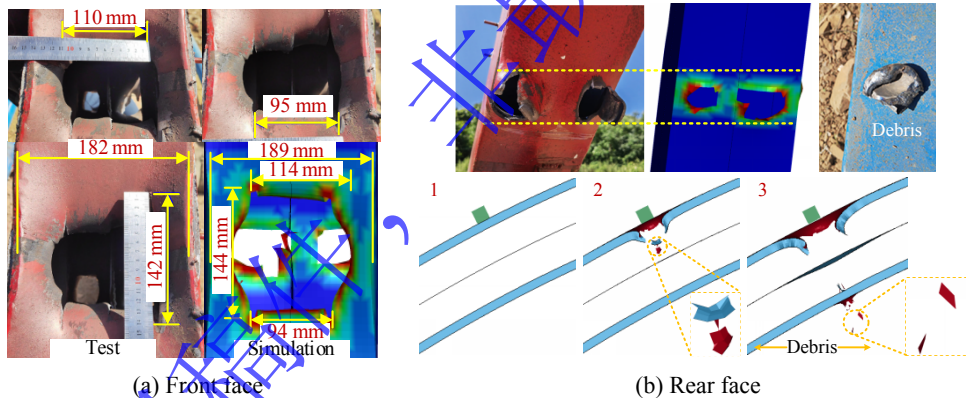 110 mm
95 mm
182 mm
142 mm
Test
189 mm
114 mm
144 mm
94 mm
Simulation
(a) Front face
Debris
1
2
3
Debris
(b) Rear face